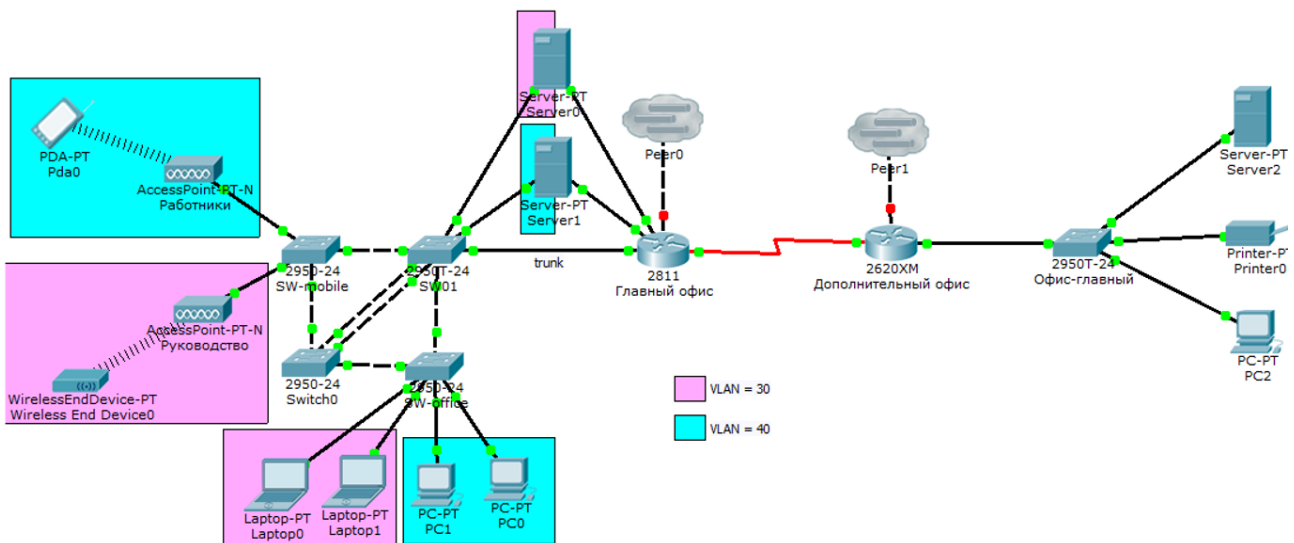 Server-PT
Server0
Server-PT
Server1
Peer0
Peer1
PDA-PT
Pda0
AccessPoint-PT-N
Работники
2950-24
SW-mobile
2950T-24
SW01
trunk
2811
Главный офис
2620XM
Дополнительный офис
2950T-24
Офис-главный
Server-PT
Server2
Printer-PT
Printer0
PC-PT
PC2
AccessPoint-PT-N
Руководство
WirelessEndDevice-PT
Wireless End Device0
2950-24
Switch0
2950-24
SW-office
VLAN = 30
VLAN = 40
Laptop-PT
Laptop0
Laptop-PT
Laptop1
PC-PT
PC1
PC-PT
PC0